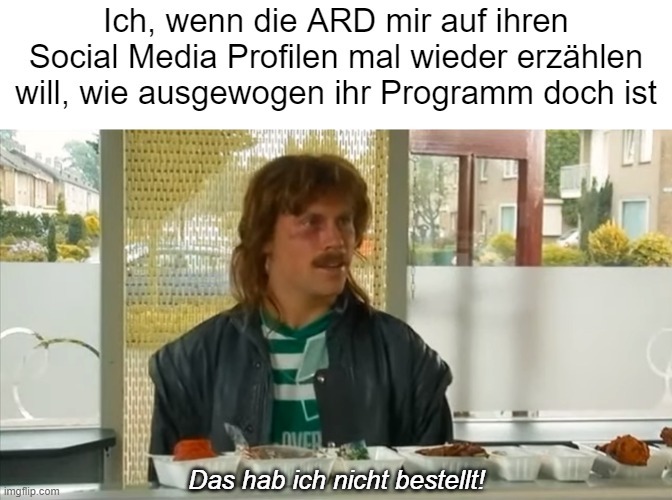 Ich, wenn die ARD mir auf ihren
Social Media Profilen mal wieder erzählen
will, wie ausgewogen ihr Programm doch ist
OVER
Das hab ich nicht bestellt!
imgflip.com